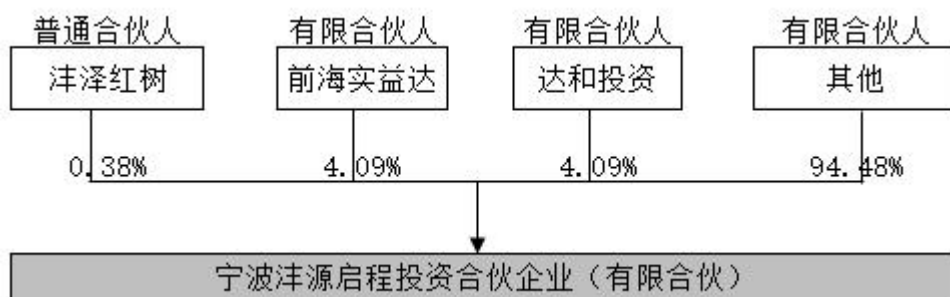 普通合伙人 有限合伙人 有限合伙人 有限合伙人
沣泽红树 前海实益达 达和投资 其他
0.38% 4.09% 4.09% 94.48%
宁波沣源启程投资合伙企业（有限合伙）